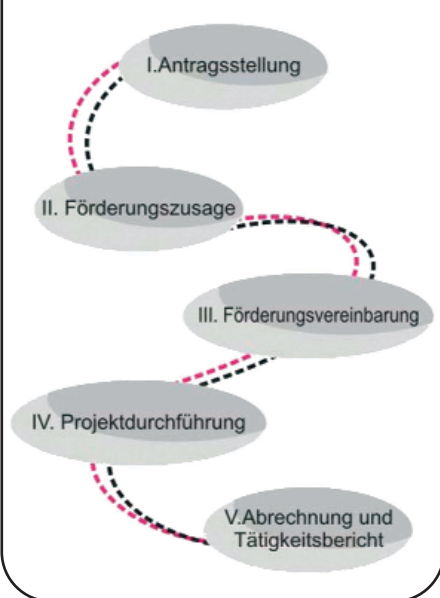 I.Antragsstellung
II. Förderungszusage
III. Förderungsvereinbarung
IV. Projektdurchführung
V.Abrechnung und
Tätigkeitsbericht